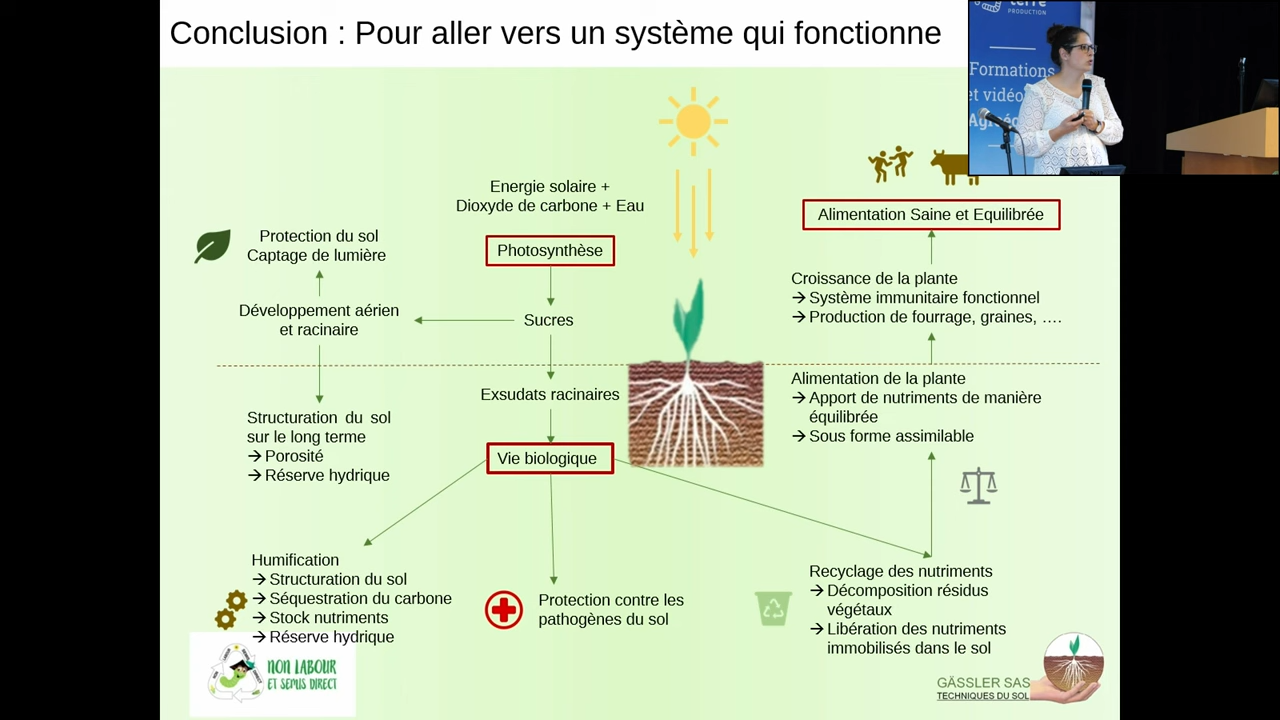 Conclusion : Pour aller vers un système qui fonctionne
terre
PRODUCTION
Formations
et vidéo
Agroéc
Energie solaire +
Dioxyde de carbone + Eau
Photosynthèse
Sucres
Exsudats racinaires
Vie biologique
Protection du sol
Captage de lumière
Développement aérien
et racinaire
Structuration du sol
sur le long terme
→ Porosité
→ Réserve hydrique
Humification
→ Structuration du sol
→ Séquestration du carbone
→ Stock nutriments
→ Réserve hydrique
Protection contre les
pathogènes du sol
Alimentation Saine et Equilibrée
Croissance de la plante
→ Système immunitaire fonctionnel
→ Production de fourrage, graines, ….
Alimentation de la plante
→ Apport de nutriments de manière
équilibrée
→ Sous forme assimilable
Recyclage des nutriments
→ Décomposition résidus
végétaux
→ Libération des nutriments
immobilisés dans le sol
NON LABOUR
ET SEMIS DIRECT
GÄSSLER SAS
TECHNIQUES DU SOL